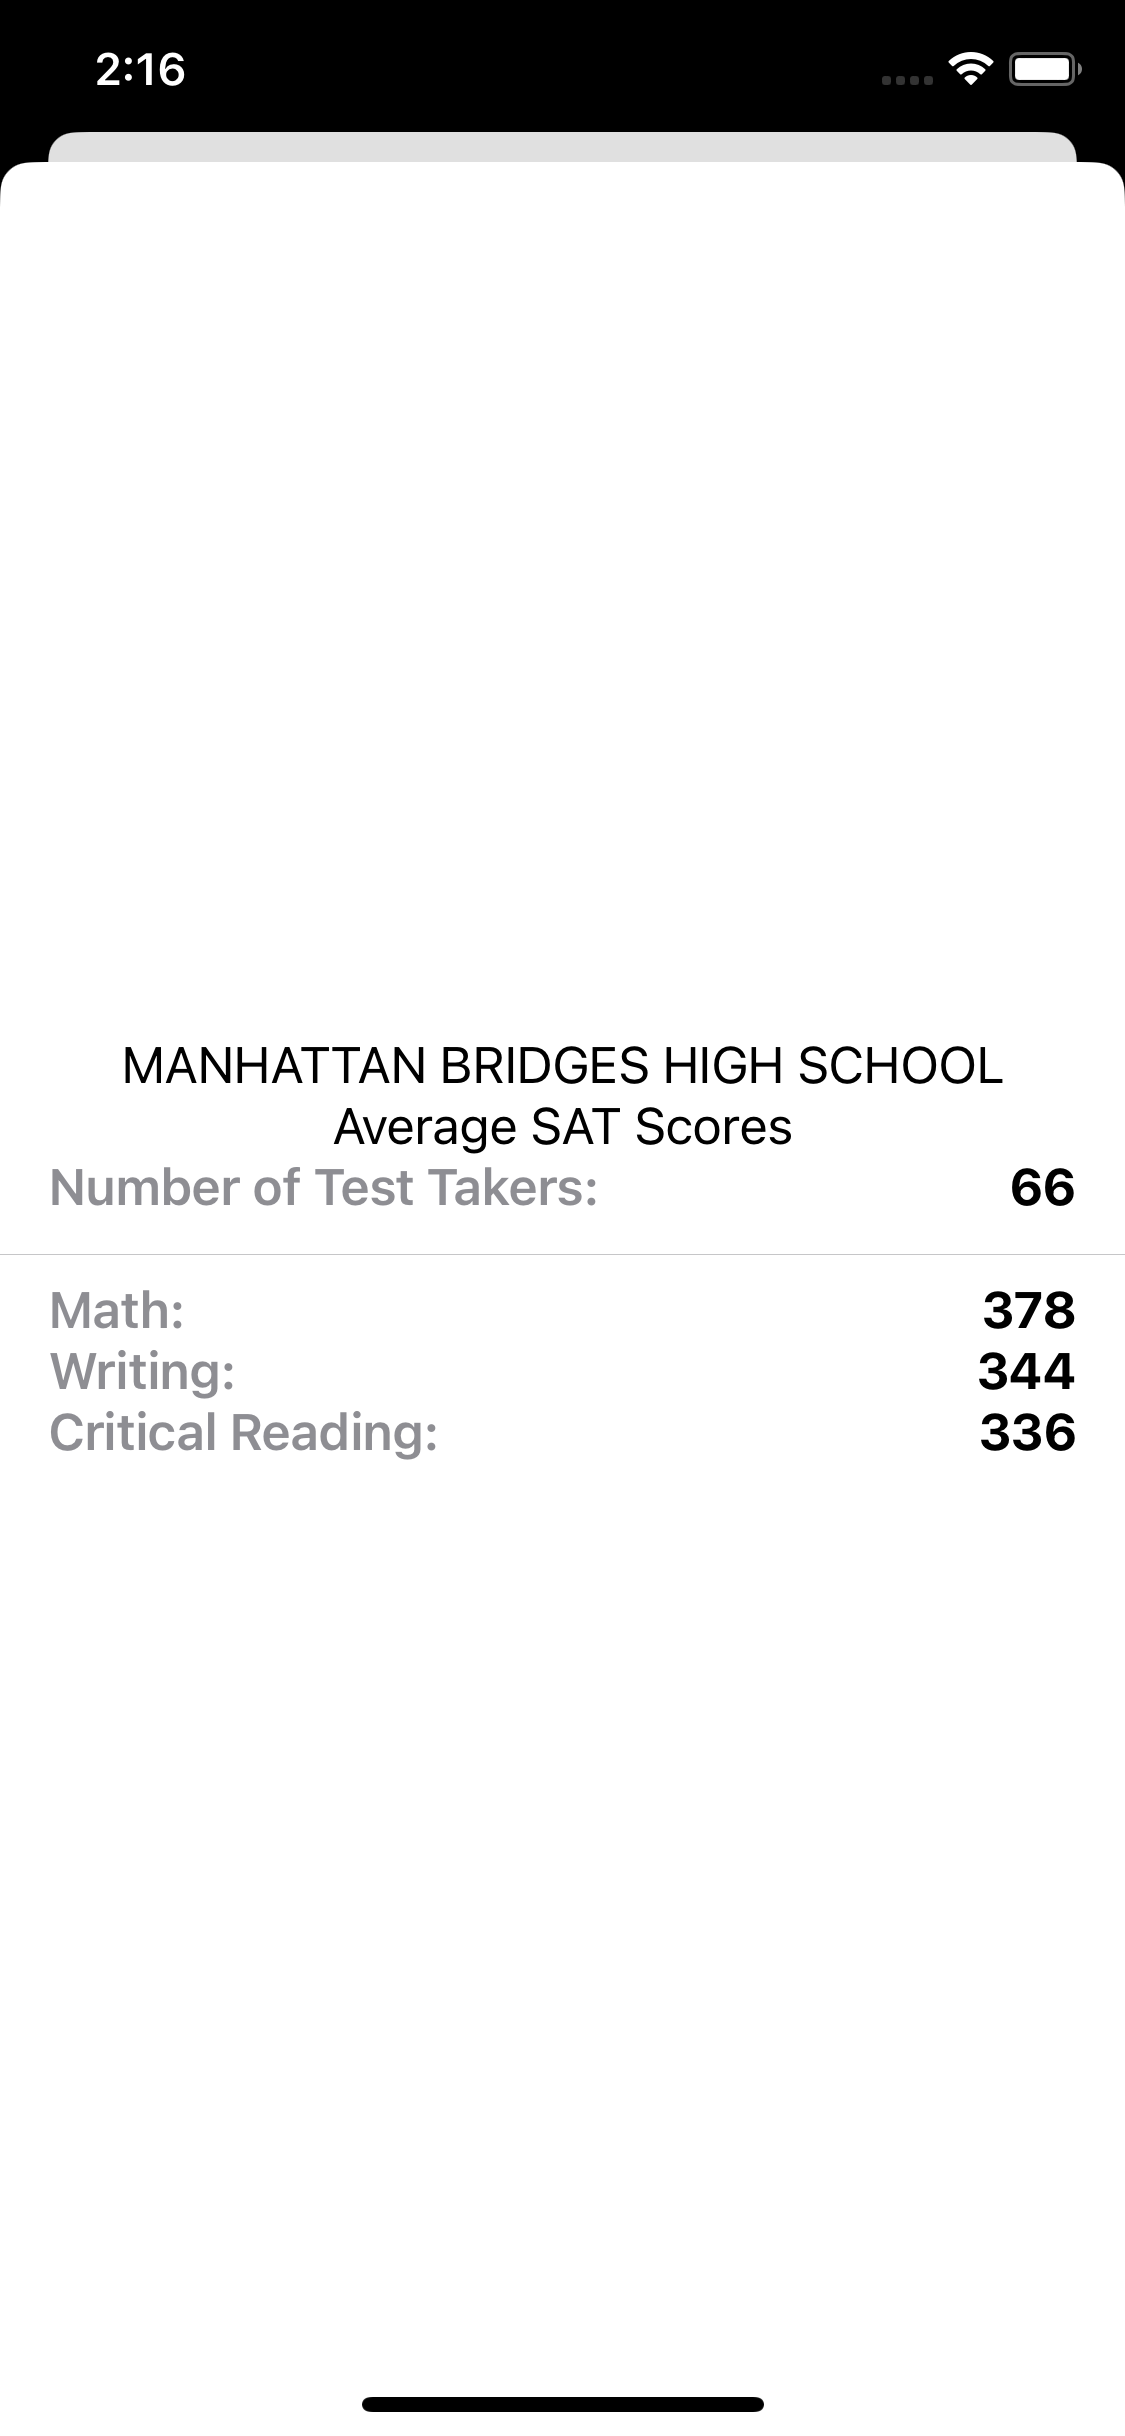 2:16
MANHATTAN BRIDGES HIGH SCHOOL
Average SAT Scores
Number of Test Takers: 66
Math: 378
Writing: 344
Critical Reading: 336